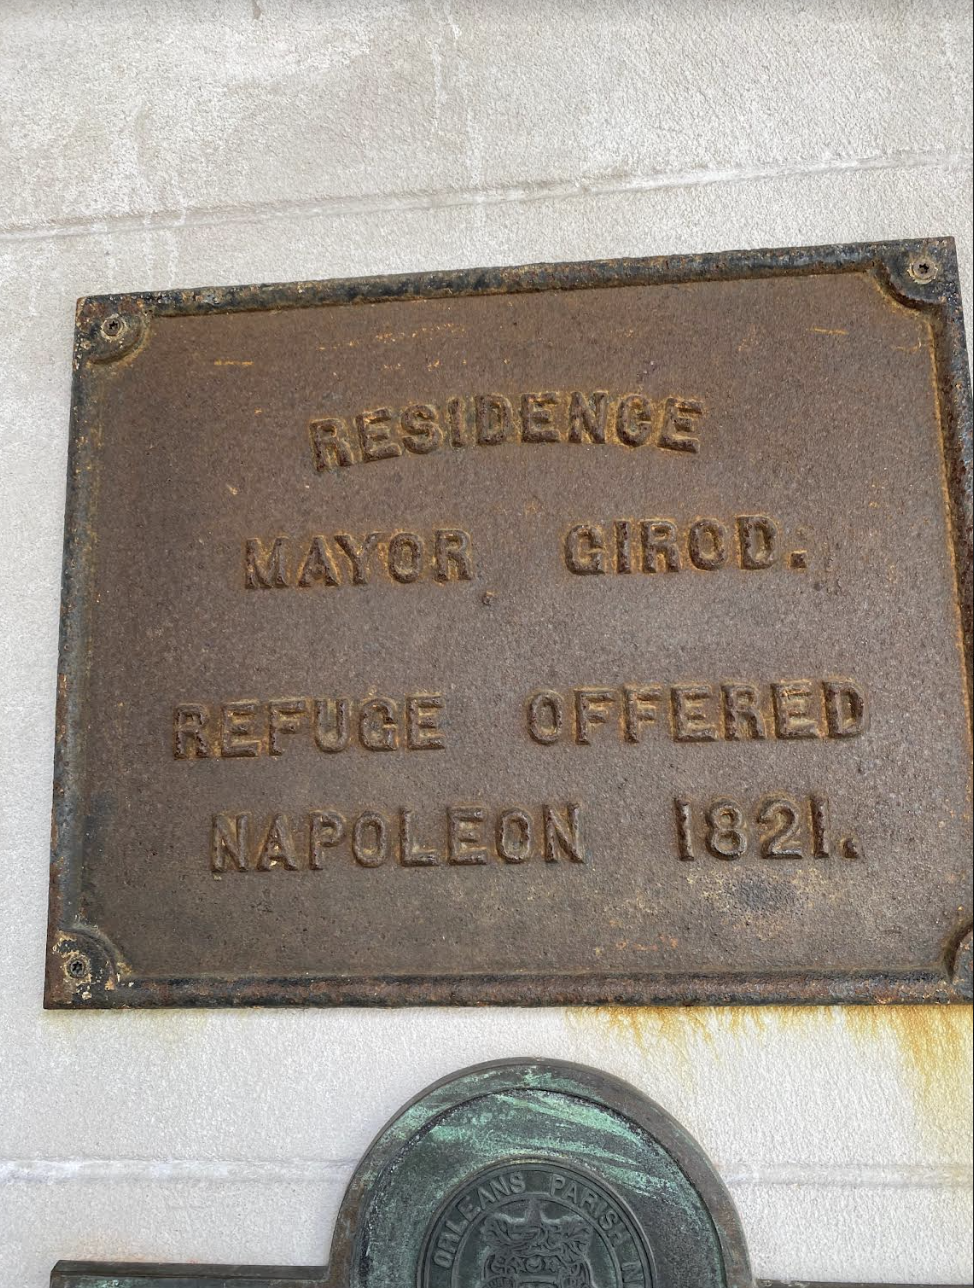 RESIDENCE
MAYOR GIROD.
REFUGE OFFERED
NAPOLEON 1821.
ORLEANS PARISH